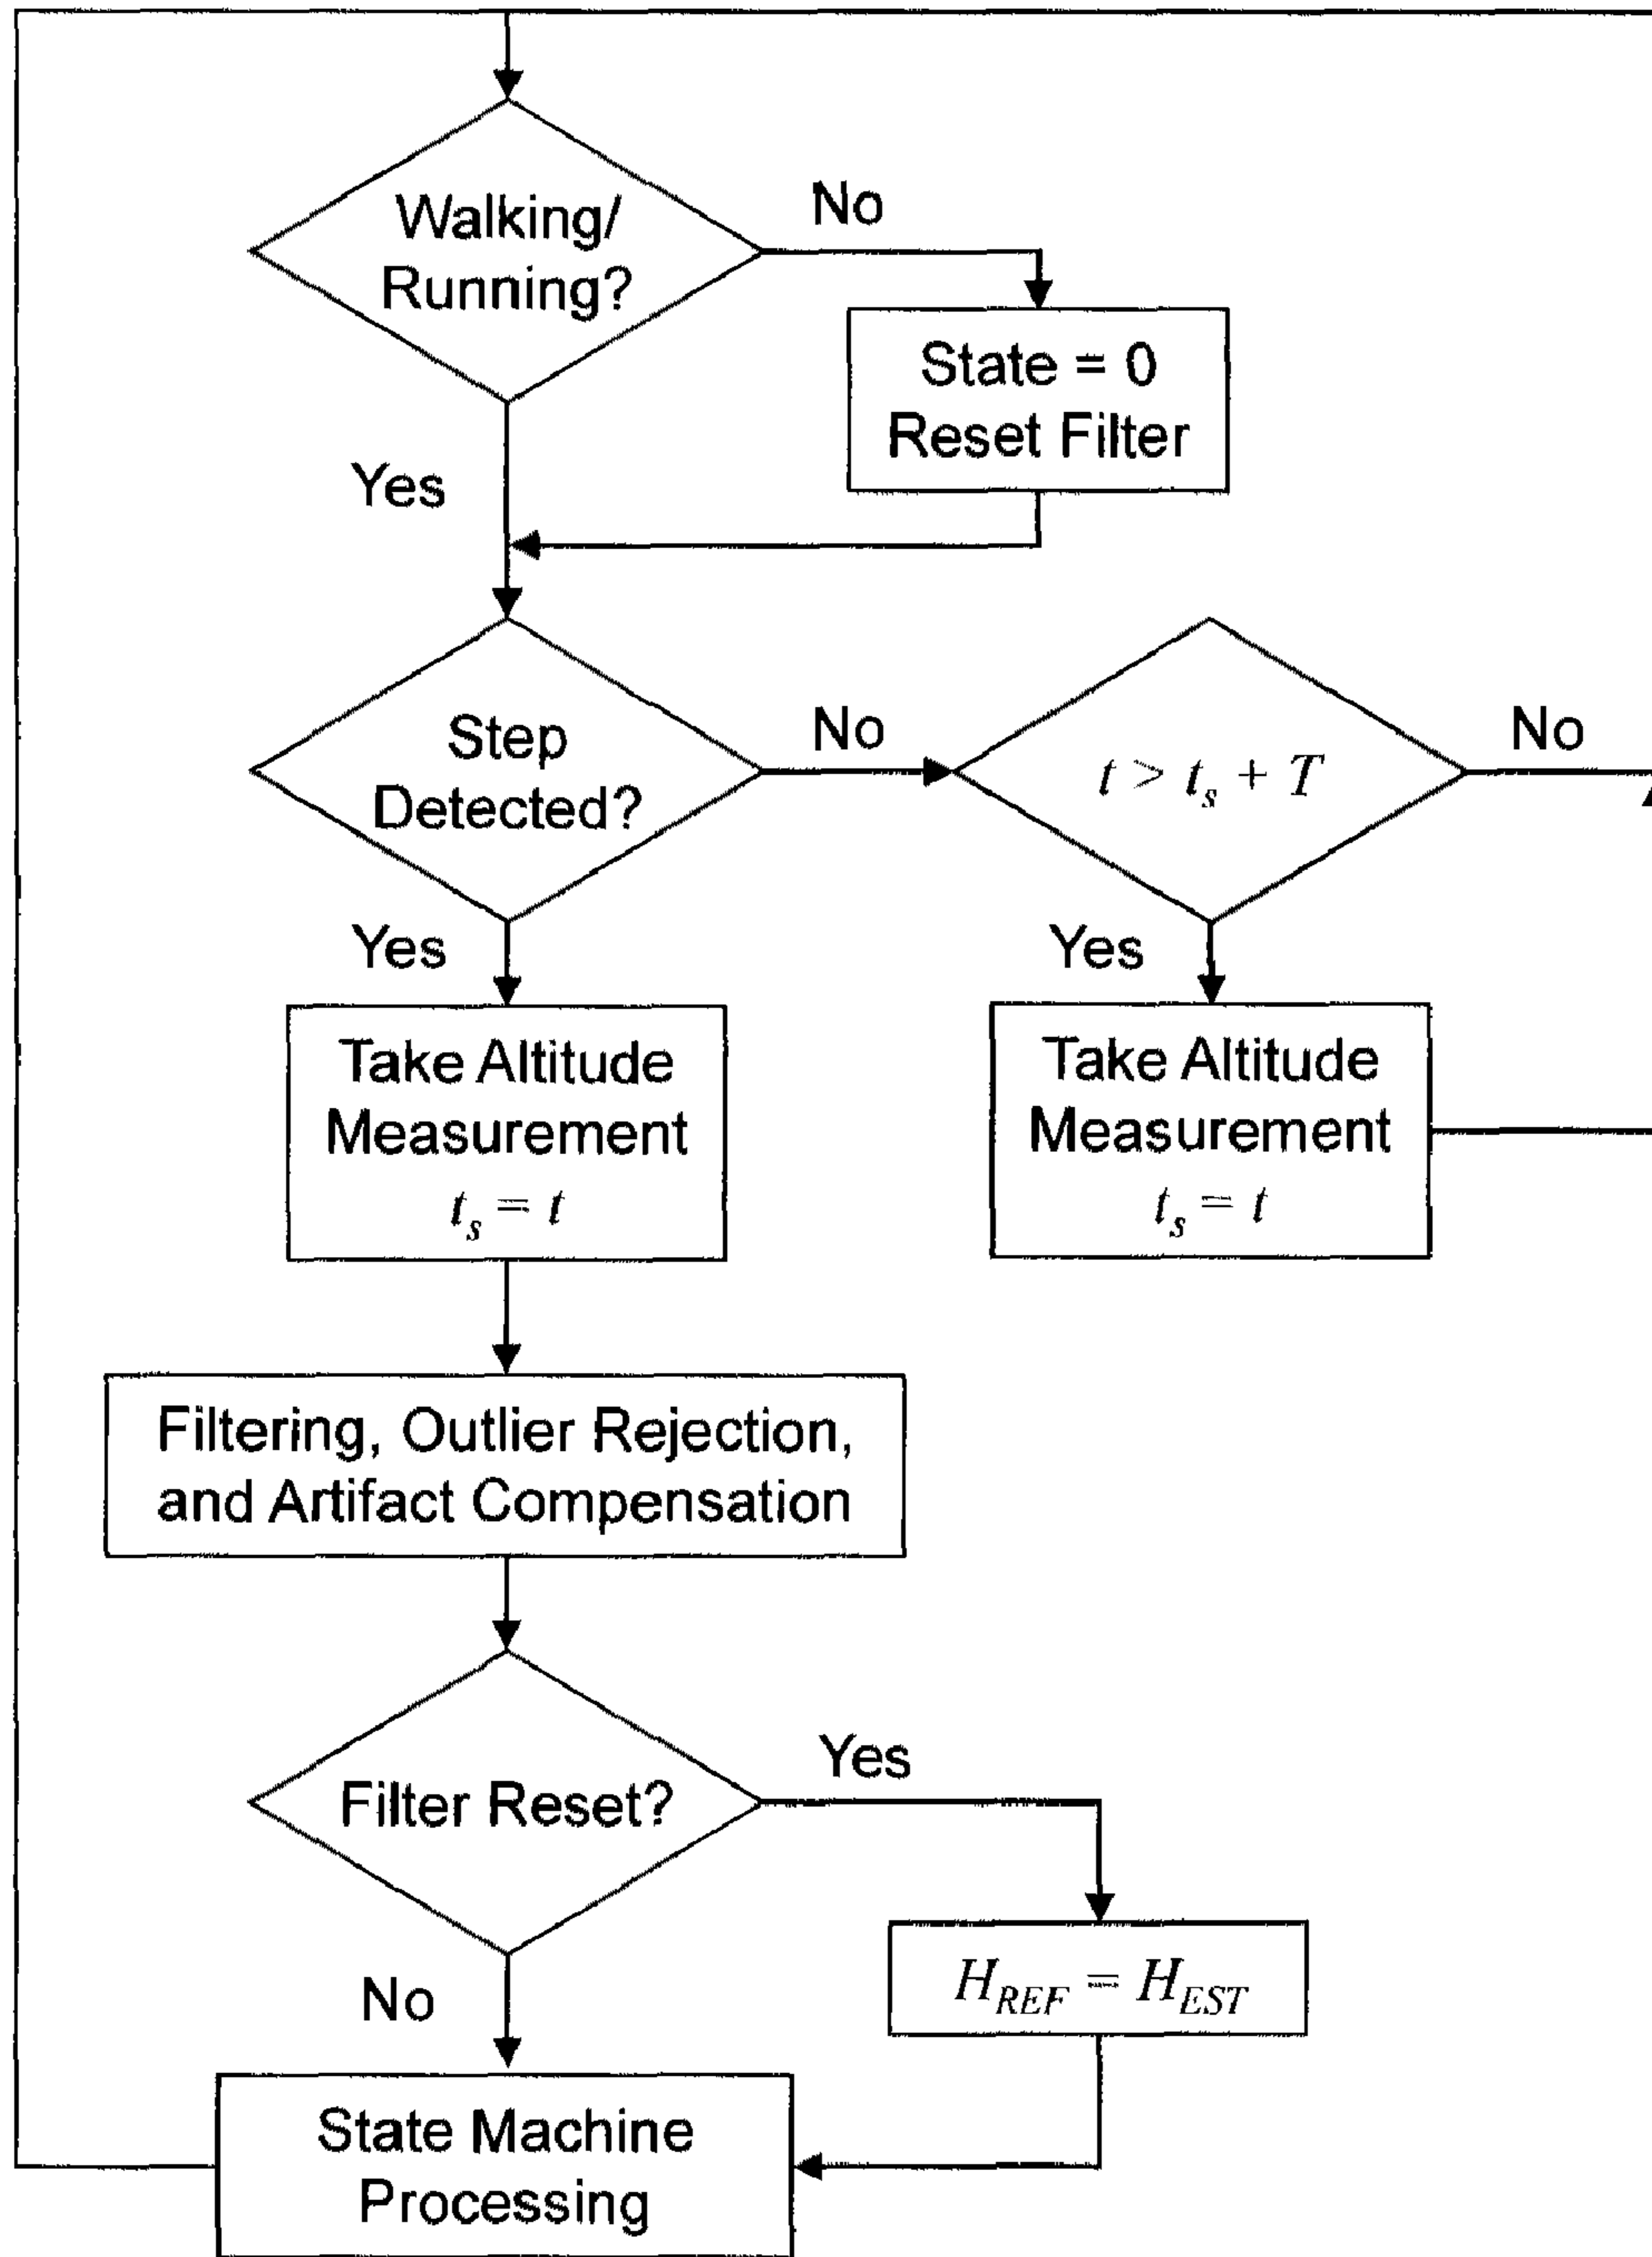 Walking/
Running?
No
State = 0
Reset Filter
Yes
Step
Detected?
No
t > t_s + T
No
Yes
Take Altitude
Measurement
t_s = t
Yes
Take Altitude
Measurement
t_s = t
Filtering, Outlier Rejection,
and Artifact Compensation
Filter Reset?
Yes
H_REF = H_EST
No
State Machine
Processing